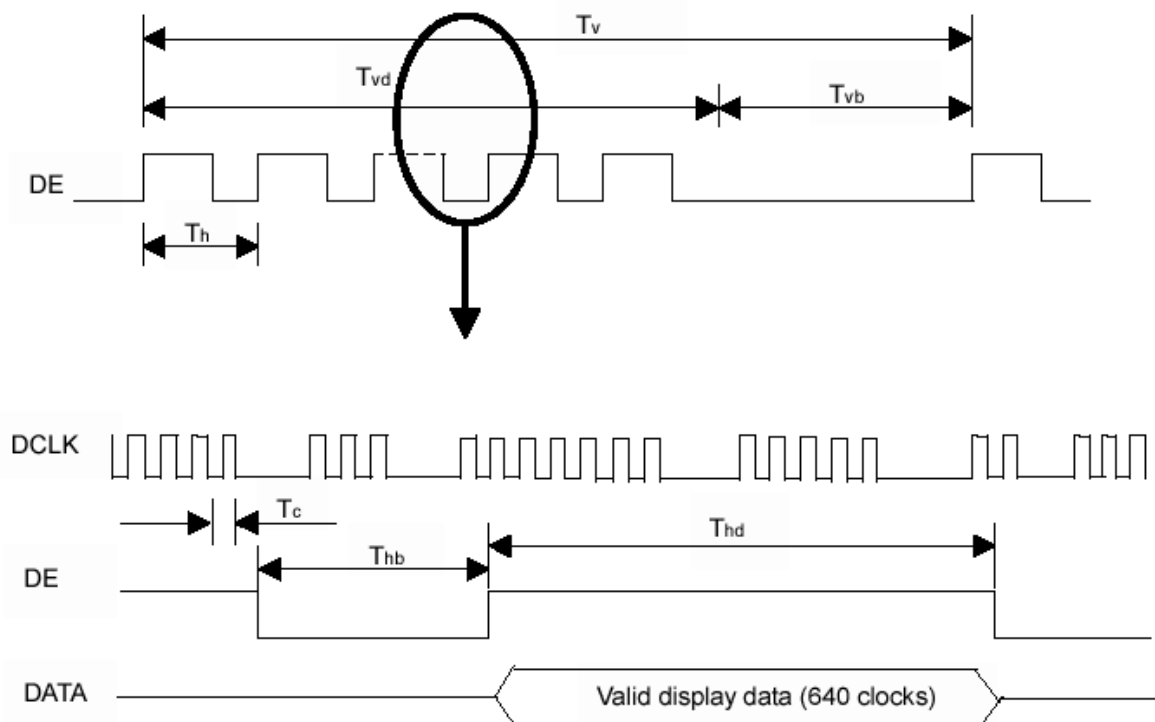 Tv
Tvd
Tvb
DE
Th
DCLK
Tc
Thd
Thb
DE
DATA
Valid display data (640 clocks)